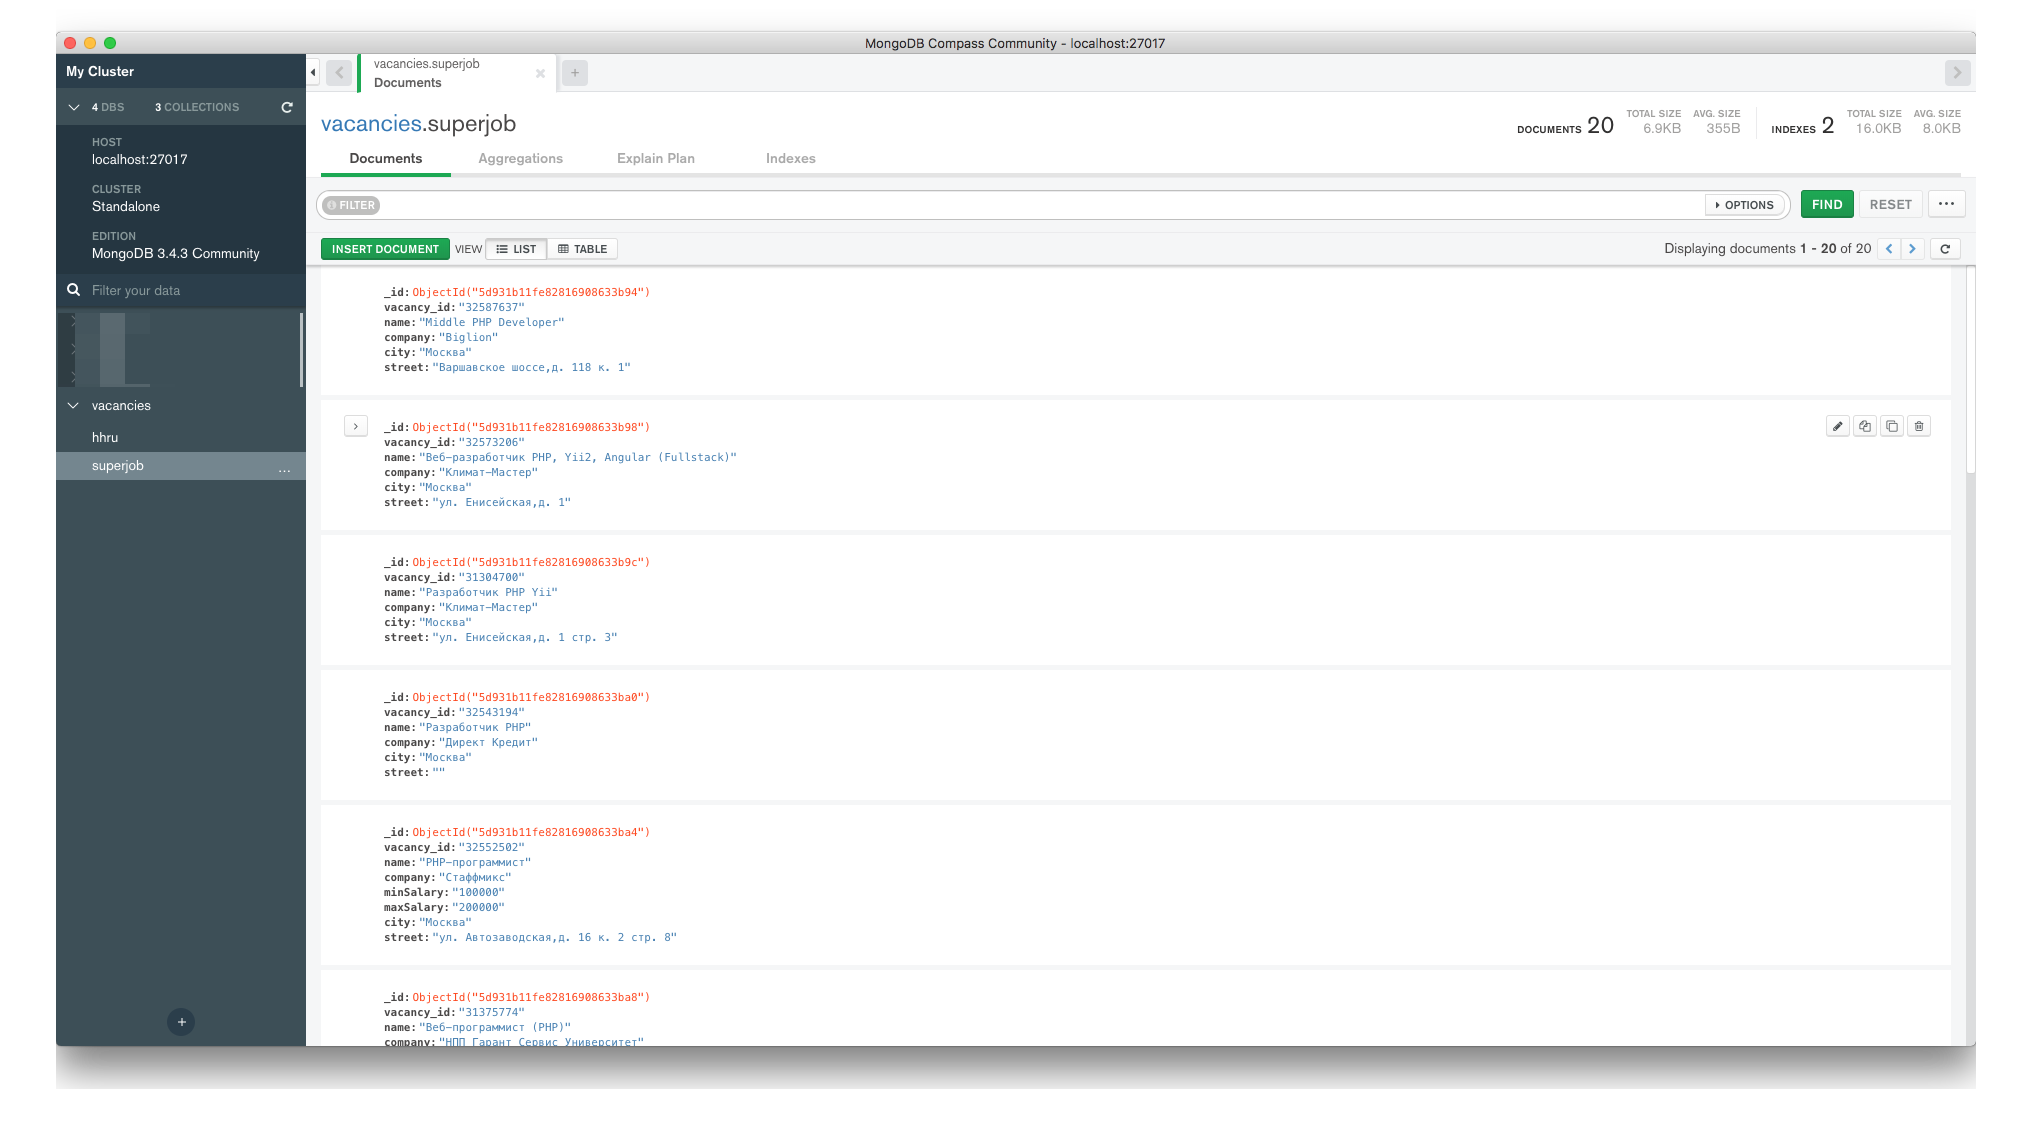 MongoDB Compass Community - localhost:27017
My Cluster
4 DBS 3 COLLECTIONS
HOST
localhost:27017
CLUSTER
Standalone
EDITION
MongoDB 3.4.3 Community
Filter your data
vacancies
hhru
superjob ...
vacancies.superjob
Documents
vacancies.superjob
DOCUMENTS 20 TOTAL SIZE 6.9KB AVG. SIZE 355B INDEXES 2 TOTAL SIZE 16.0KB AVG. SIZE 8.0KB
Documents Aggregations Explain Plan Indexes
FILTER OPTIONS FIND RESET ...
INSERT DOCUMENT VIEW LIST TABLE Displaying documents 1 - 20 of 20
_id: ObjectId("5d931b11fe82816908633b94")
vacancy_id: "32587637"
name: "Middle PHP Developer"
company: "Biglion"
city: "Москва"
street: "Варшавское шоссе,д. 118 к. 1"
_id: ObjectId("5d931b11fe82816908633b98")
vacancy_id: "32573206"
name: "Веб-разработчик PHP, Yii2, Angular (Fullstack)"
company: "Климат-Мастер"
city: "Москва"
street: "ул. Енисейская,д. 1"
_id: ObjectId("5d931b11fe82816908633b9c")
vacancy_id: "31304700"
name: "Разработчик PHP Yii"
company: "Климат-Мастер"
city: "Москва"
street: "ул. Енисейская,д. 1 стр. 3"
_id: ObjectId("5d931b11fe82816908633ba0")
vacancy_id: "32543194"
name: "Разработчик PHP"
company: "Директ Кредит"
city: "Москва"
street: ""
_id: ObjectId("5d931b11fe82816908633ba4")
vacancy_id: "32552502"
name: "PHP-программист"
company: "Стаффмикс"
minSalary: "100000"
maxSalary: "200000"
city: "Москва"
street: "ул. Автозаводская,д. 16 к. 2 стр. 8"
_id: ObjectId("5d931b11fe82816908633ba8")
vacancy_id: "31375774"
name: "Веб-программист (PHP)"
company: "НПП Гарант Сервис Университет"